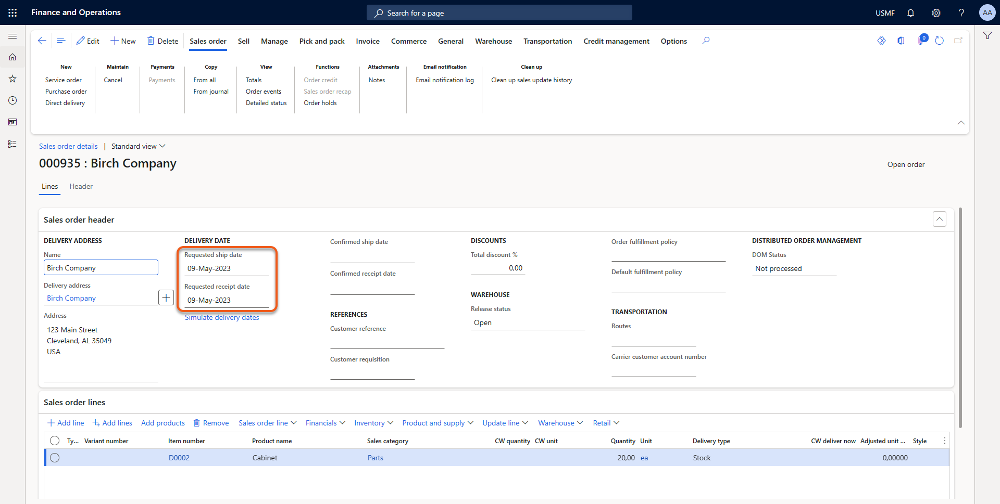 Finance and Operations
Search for a page
USMF
AA
Edit
New
Delete
Sales order
Sell
Manage
Pick and pack
Invoice
Commerce
General
Warehouse
Transportation
Credit management
Options
0
New
Service order
Purchase order
Direct delivery
Maintain
Cancel
Payments
Payments
Copy
From all
From journal
View
Totals
Order events
Detailed status
Functions
Order credit
Sales order recap
Order holds
Attachments
Notes
Email notification
Email notification log
Clean up
Clean up sales update history
Sales order details | Standard view
000935 : Birch Company
Open order
Lines
Header
Sales order header
DELIVERY ADDRESS
Name
Birch Company
Delivery address
Birch Company
Address
123 Main Street
Cleveland, AL 35049
USA
DELIVERY DATE
Requested ship date
09-May-2023
Requested receipt date
09-May-2023
Simulate delivery dates
Confirmed ship date
Confirmed receipt date
REFERENCES
Customer reference
Customer requisition
DISCOUNTS
Total discount %
0,00
WAREHOUSE
Release status
Open
Order fulfillment policy
Default fulfillment policy
TRANSPORTATION
Routes
Carrier customer account number
DISTRIBUTED ORDER MANAGEMENT
DOM Status
Not processed
Sales order lines
Add line
Add lines
Add products
Remove
Sales order line
Financials
Inventory
Product and supply
Update line
Warehouse
Retail
Ty... Variant number Item number Product name Sales category CW quantity CW unit Quantity Unit Delivery type CW deliver now Adjusted unit ... Style
D0002 Cabinet Parts 20,00 ea Stock 0,00000